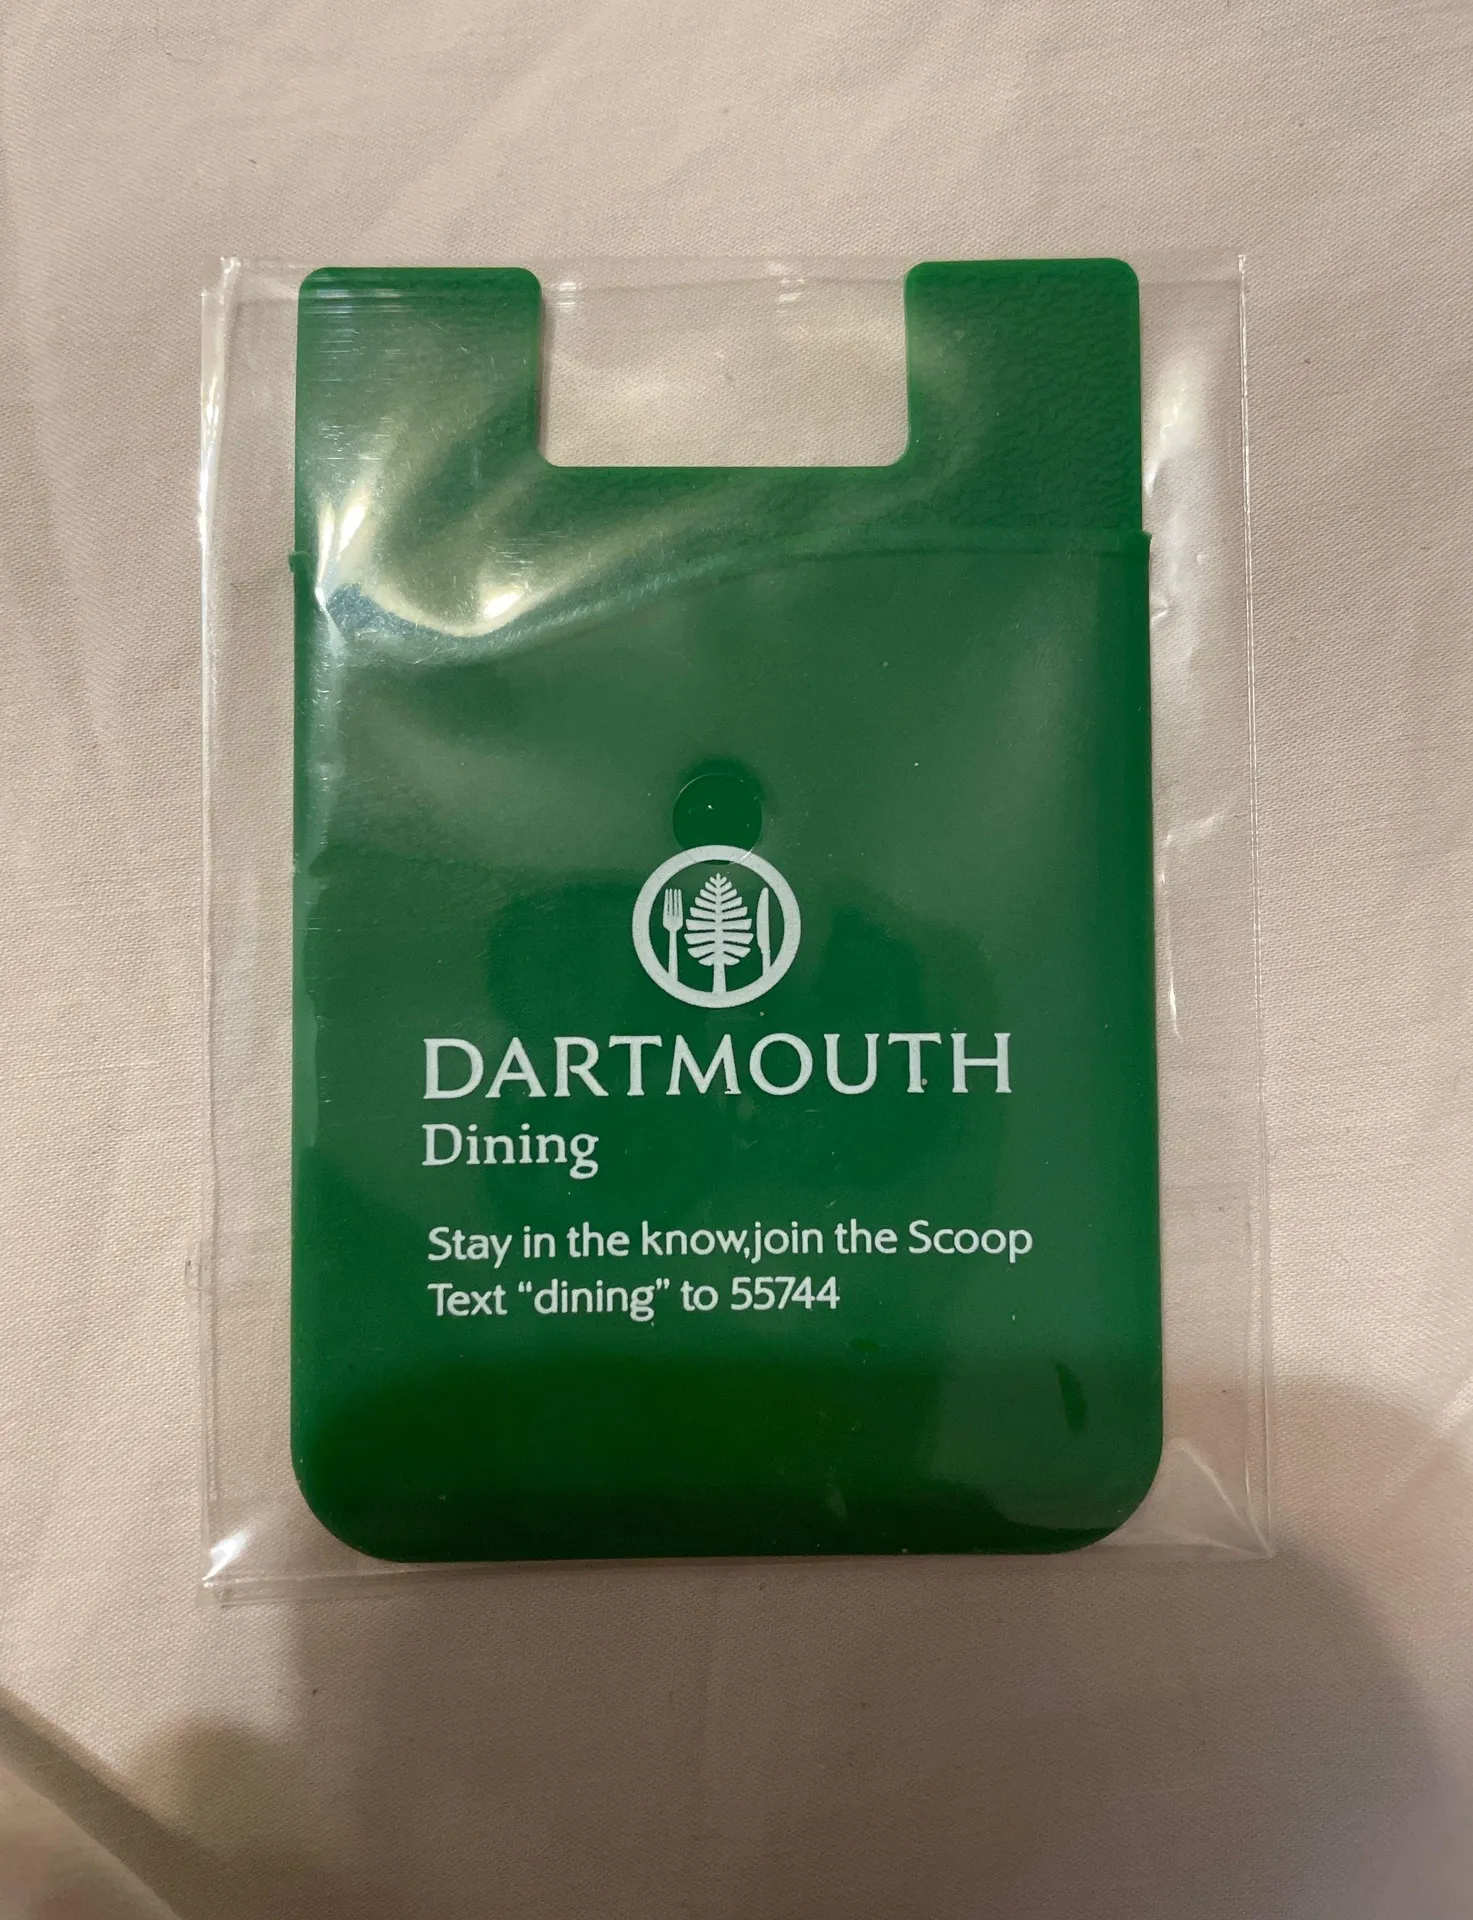 DARTMOUTH
Dining
Stay in the know,join the Scoop
Text “dining” to 55744